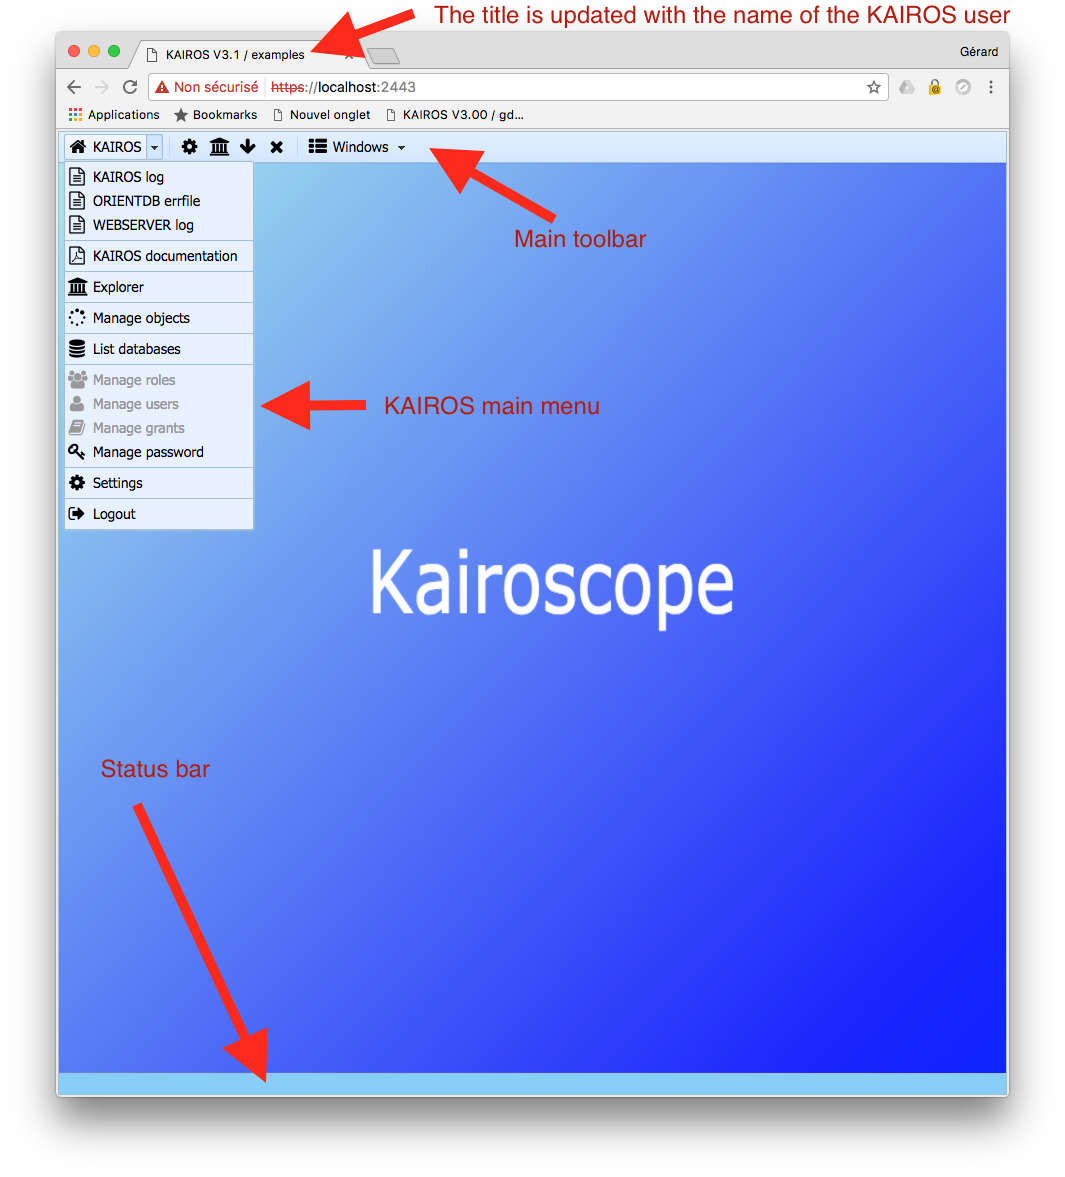 The title is updated with the name of the KAIROS user
KAIROS V3.1 / examples
Gérard
Non sécurisé https://localhost:2443
Applications Bookmarks Nouvel onglet KAIROS V3.00 / gd...
KAIROS Windows
KAIROS log
ORIENTDB errfile
WEBSERVER log
Main toolbar
KAIROS documentation
Explorer
Manage objects
List databases
Manage roles
Manage users
KAIROS main menu
Manage grants
Manage password
Settings
Logout
Kairoscope
Status bar